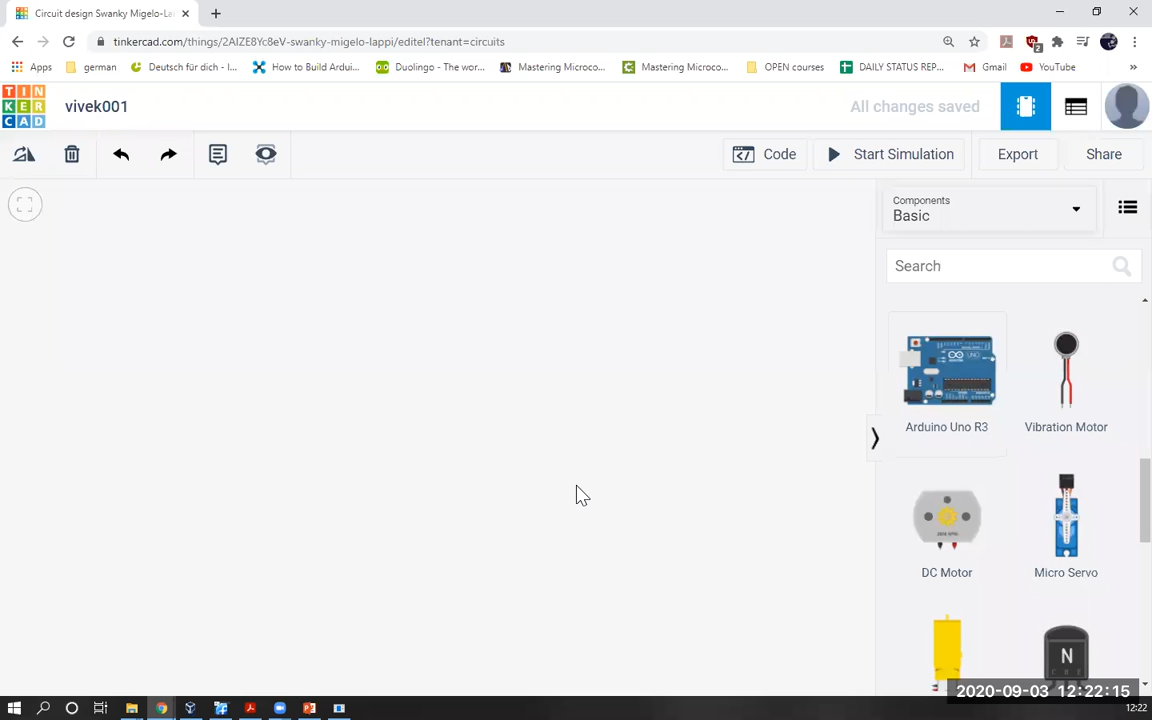 Circuit design Swanky Migelo-La
tinkercad.com/things/2AIZE8Yc8eV-swanky-migelo-lappi/editel?tenant=circuits
Apps german Deutsch für dich - I... How to Build Ardui... Duolingo - The wor... Mastering Microco... Mastering Microco... OPEN courses DAILY STATUS REP... Gmail YouTube »
TIN
KER
CAD
vivek001
All changes saved
Code
Start Simulation
Export
Share
Components
Basic
Search
Arduino Uno R3
Vibration Motor
DC Motor
Micro Servo
N
2020-09-03 12:22:15
12:22